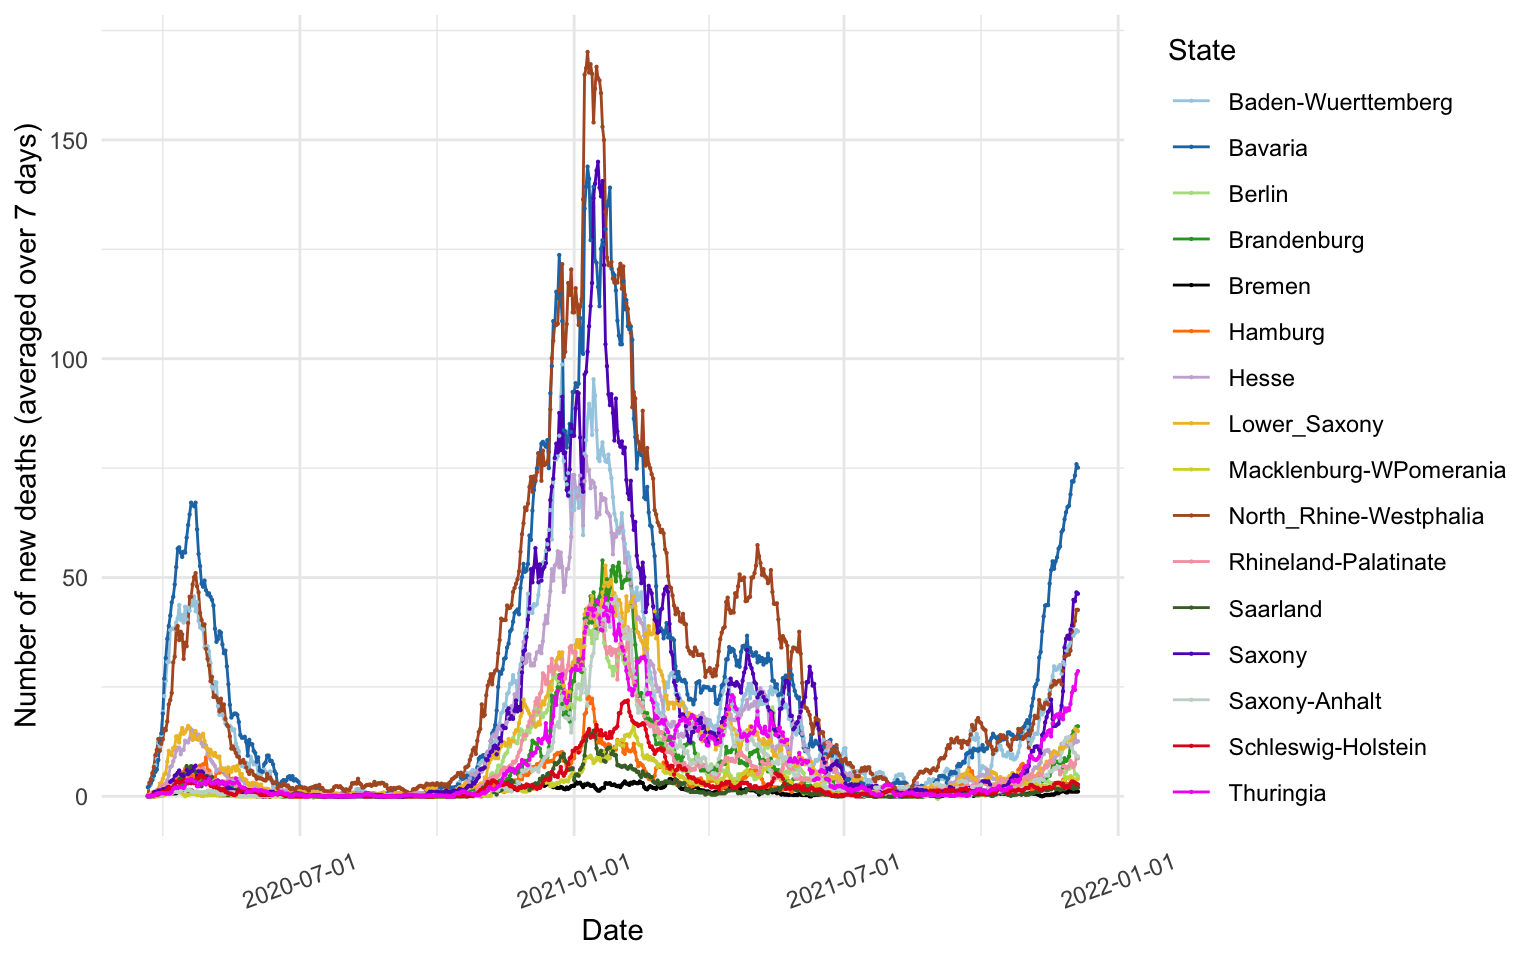 Number of new deaths (averaged over 7 days)
150
100
50
0
2020-07-01
2021-01-01
2021-07-01
2022-01-01
Date
State
Baden-Wuerttemberg
Bavaria
Berlin
Brandenburg
Bremen
Hamburg
Hesse
Lower_Saxony
Macklenburg-WPomerania
North_Rhine-Westphalia
Rhineland-Palatinate
Saarland
Saxony
Saxony-Anhalt
Schleswig-Holstein
Thuringia